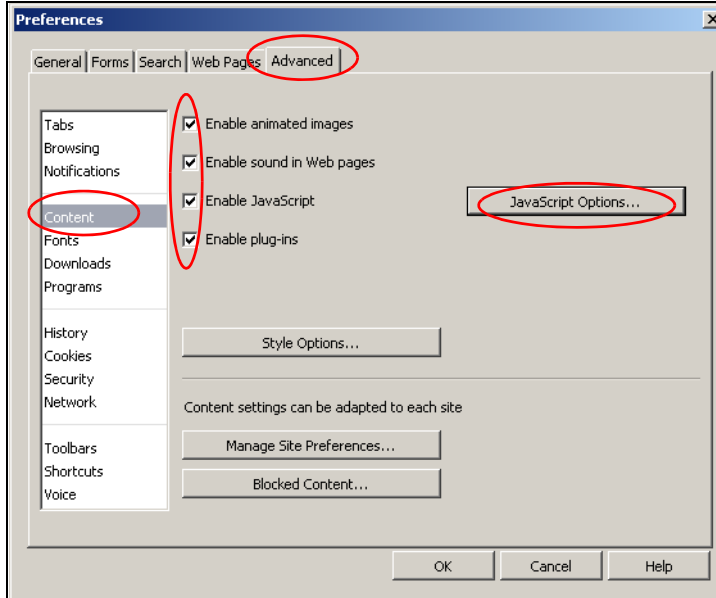 Preferences
General Forms Search Web Pages Advanced
Tabs
Browsing
Notifications
Content
Fonts
Downloads
Programs
History
Cookies
Security
Network
Toolbars
Shortcuts
Voice
Enable animated images
Enable sound in Web pages
Enable JavaScript
JavaScript Options...
Enable plug-ins
Style Options...
Content settings can be adapted to each site
Manage Site Preferences...
Blocked Content...
OK Cancel Help